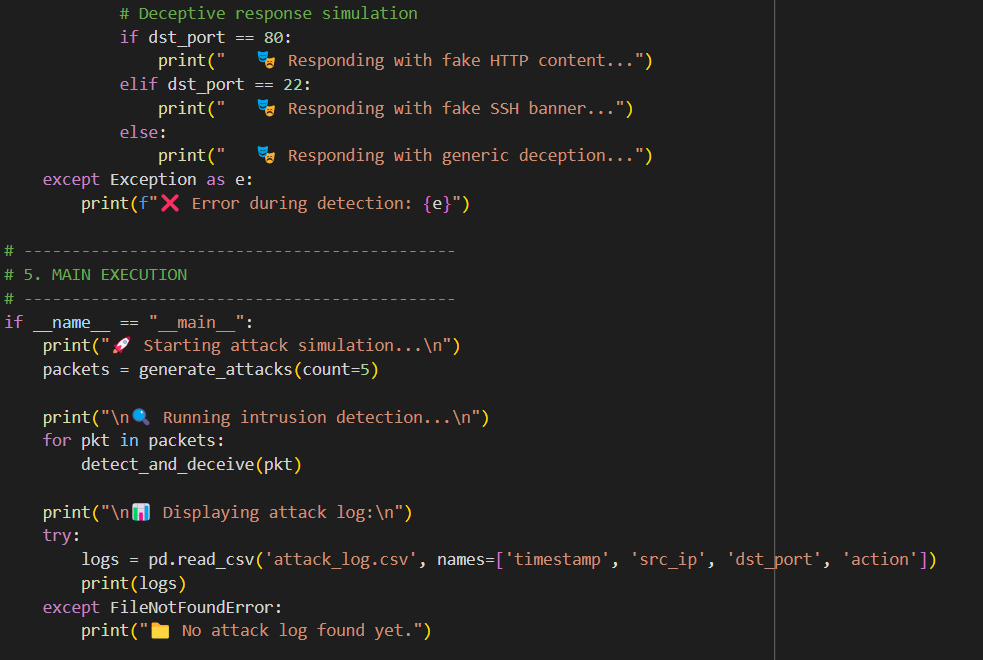 # Deceptive response simulation
            if dst_port == 80:
                print("   🎭 Responding with fake HTTP content...")
            elif dst_port == 22:
                print("   🎭 Responding with fake SSH banner...")
            else:
                print("   🎭 Responding with generic deception...")
    except Exception as e:
        print(f"❌ Error during detection: {e}")

# ---------------------------------------------
# 5. MAIN EXECUTION
# ---------------------------------------------
if __name__ == "__main__":
    print("🚀 Starting attack simulation...\n")
    packets = generate_attacks(count=5)

    print("\n🔍 Running intrusion detection...\n")
    for pkt in packets:
        detect_and_deceive(pkt)

    print("\n📊 Displaying attack log:\n")
    try:
        logs = pd.read_csv('attack_log.csv', names=['timestamp', 'src_ip', 'dst_port', 'action'])
        print(logs)
    except FileNotFoundError:
        print("📁 No attack log found yet.")